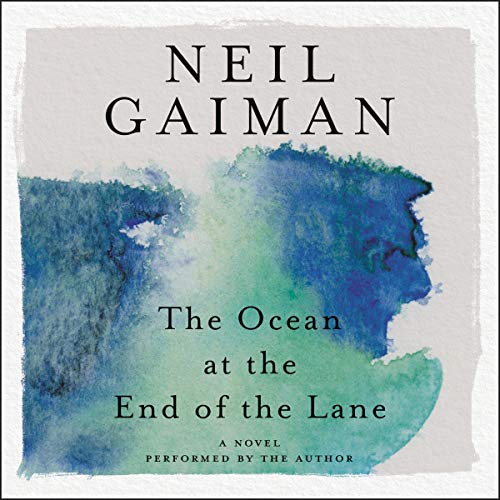 NEIL
GAIMAN
The Ocean
at the
End of the Lane
A NOVEL
PERFORMED BY THE AUTHOR